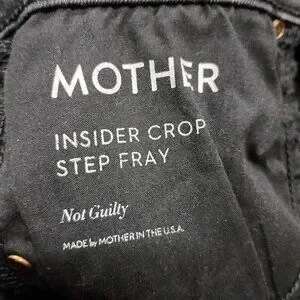 MOTHER
INSIDER CROP
STEP FRAY
Not Guilty
MADE by MOTHER IN THE U.S.A.